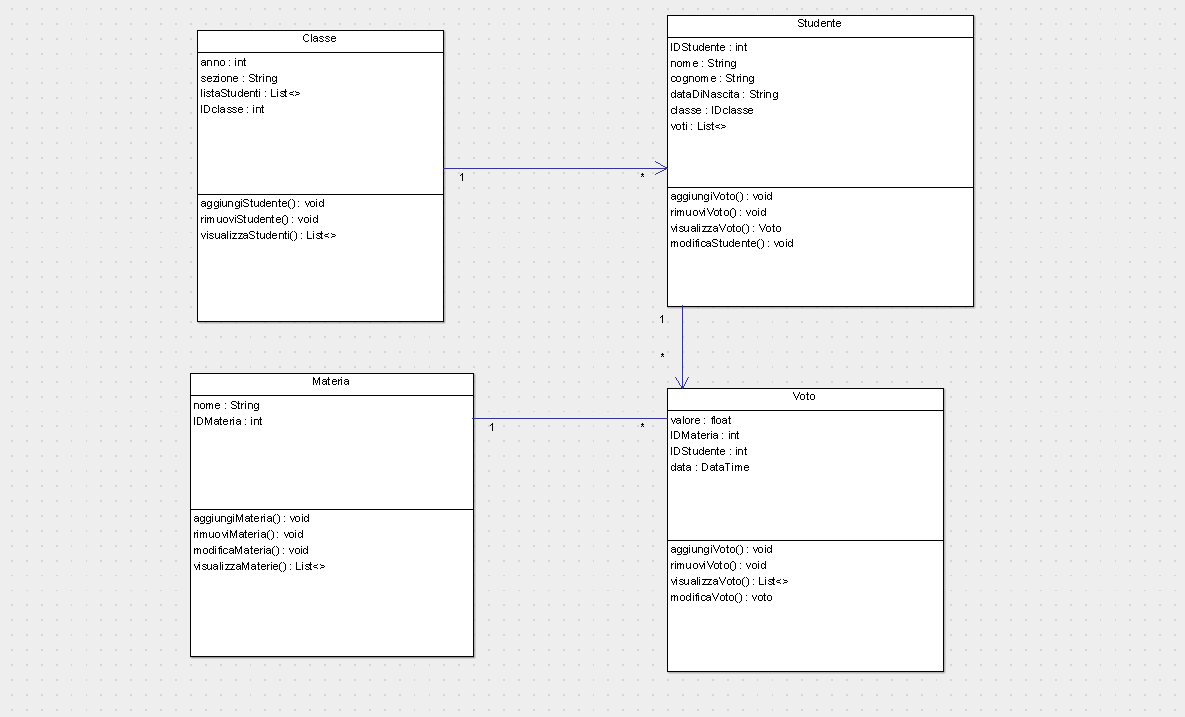 Classe
anno : int
sezione : String
listaStudenti : List<>
IDclasse : int
aggiungiStudente() : void
rimuoviStudente() : void
visualizzaStudenti() : List<>
1
*
Studente
IDStudente : int
nome : String
cognome : String
dataDiNascita : String
classe : IDclasse
voti : List<>
aggiungiVoto() : void
rimuoviVoto() : void
visualizzaVoto() : Voto
modificaStudente() : void
1
*
Materia
nome : String
IDMateria : int
aggiungiMateria() : void
rimuoviMateria() : void
modificaMateria() : void
visualizzaMaterie() : List<>
1
*
Voto
valore : float
IDMateria : int
IDStudente : int
data : DataTime
aggiungiVoto() : void
rimuoviVoto() : void
visualizzaVoto() : List<>
modificaVoto() : voto